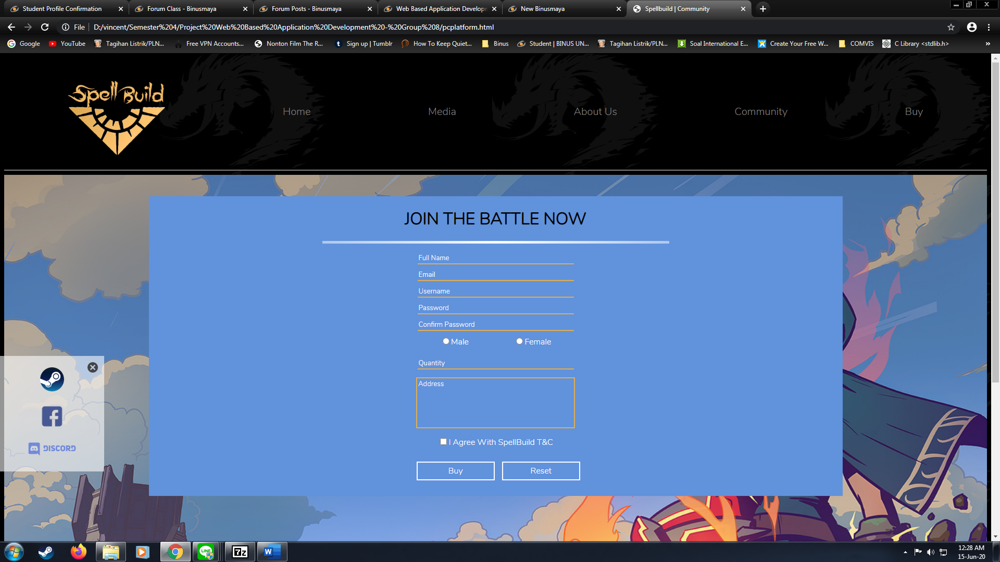 Student Profile Confirmation
Forum Class - Binusmaya
Forum Posts - Binusmaya
Web Based Application Develop
New Binusmaya
Spellbuild | Community
File
D:/vincent/Semester%204/Project%20Web%20Based%20Application%20Development%20-%20Group%208/pcplatform.html
Google
YouTube
Tagihan Listrik/PLN...
Free VPN Accounts...
Nonton Film The R...
Sign up | Tumblr
How To Keep Quiet...
Binus
Student | BINUS UN...
Tagihan Listrik/PLN...
Soal International E...
Create Your Free W...
COMVIS
C Library <stdlib.h>
Spell Build
Home
Media
About Us
Community
Buy
JOIN THE BATTLE NOW
Full Name
Email
Username
Password
Confirm Password
Male
Female
Quantity
Address
DISCORD
I Agree With SpellBuild T&C
Buy
Reset
LINE
7z
W
12:28 AM
15-Jun-20